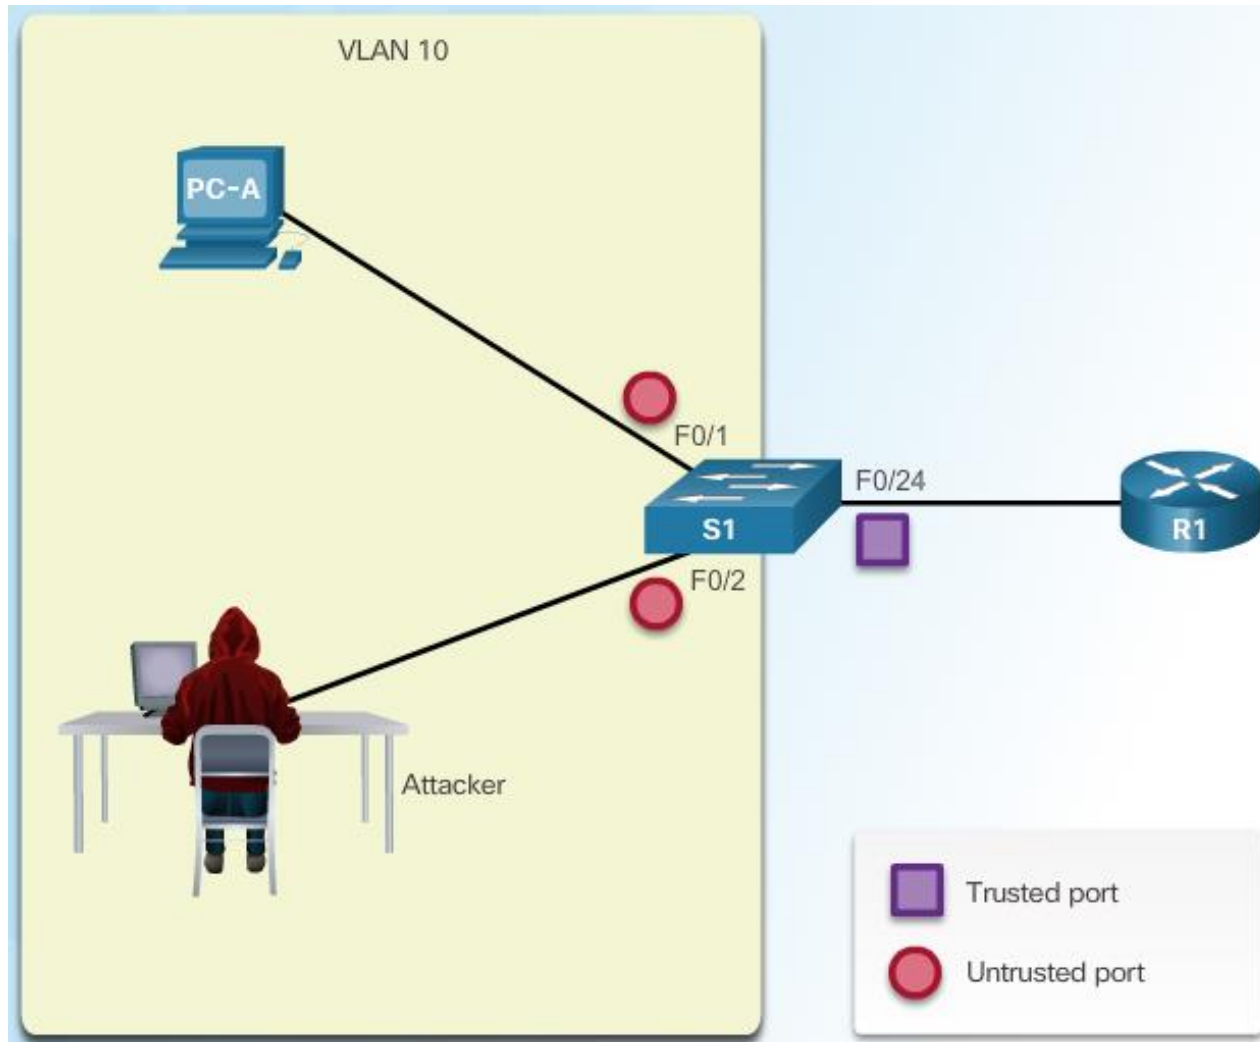 VLAN 10
PC-A
F0/1
F0/24
S1
R1
F0/2
Attacker
Trusted port
Untrusted port